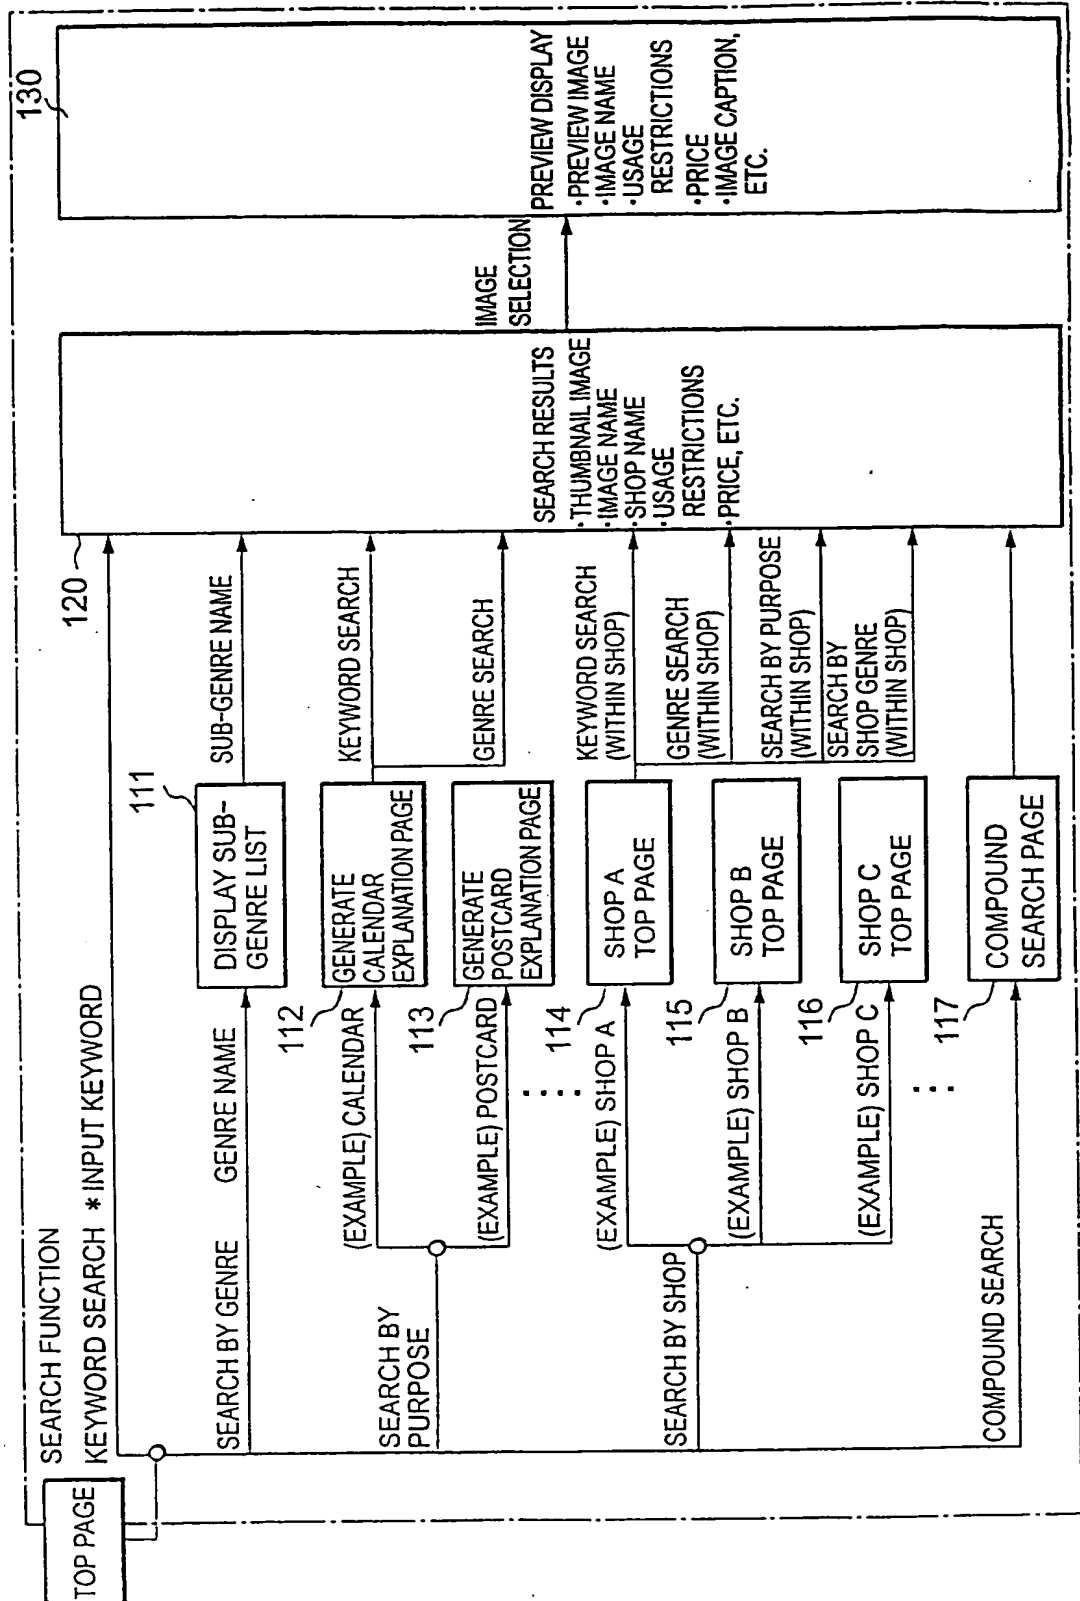 TOP PAGE
SEARCH FUNCTION
KEYWORD SEARCH * INPUT KEYWORD
SEARCH BY GENRE
GENRE NAME
111
DISPLAY SUB-
GENRE LIST
SUB-GENRE NAME
SEARCH BY
PURPOSE
(EXAMPLE) CALENDAR
112
GENERATE
CALENDAR
EXPLANATION PAGE
KEYWORD SEARCH
(EXAMPLE) POSTCARD
113
GENERATE
POSTCARD
EXPLANATION PAGE
GENRE SEARCH
SEARCH BY SHOP
(EXAMPLE) SHOP A
114
SHOP A
TOP PAGE
KEYWORD SEARCH
(WITHIN SHOP)
GENRE SEARCH
(WITHIN SHOP)
(EXAMPLE) SHOP B
115
SHOP B
TOP PAGE
SEARCH BY PURPOSE
(WITHIN SHOP)
SEARCH BY
SHOP GENRE
(WITHIN SHOP)
(EXAMPLE) SHOP C
116
SHOP C
TOP PAGE
COMPOUND SEARCH
117
COMPOUND
SEARCH PAGE
120
SEARCH RESULTS
・THUMBNAIL IMAGE
・IMAGE NAME
・SHOP NAME
・USAGE
RESTRICTIONS
・PRICE, ETC.
IMAGE
SELECTION
130
PREVIEW DISPLAY
・PREVIEW IMAGE
・IMAGE NAME
・USAGE
RESTRICTIONS
・PRICE
・IMAGE CAPTION,
ETC.